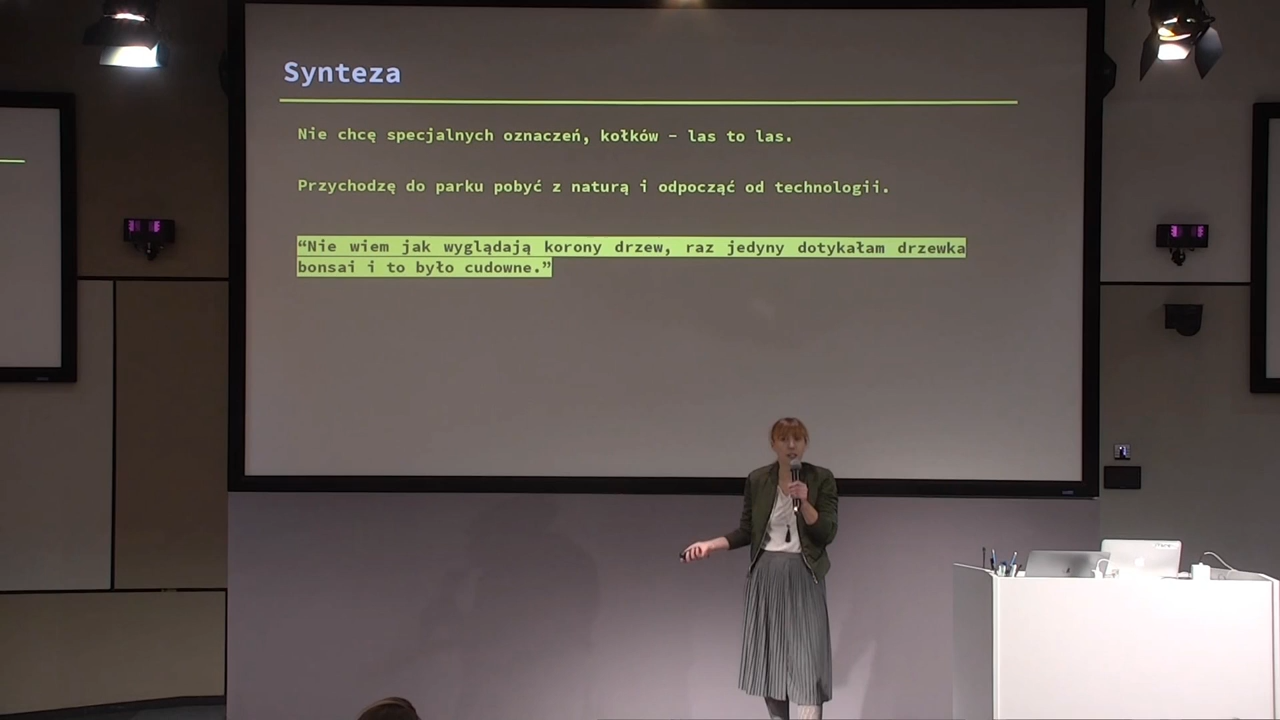 Synteza
Nie chcę specjalnych oznaczeń, kołków – las to las.
Przychodzę do parku pobyć z naturą i odpocząć od technologii.
“Nie wiem jak wyglądają korony drzew, raz jedyny dotykałam drzewka
bonsai i to było cudowne.”